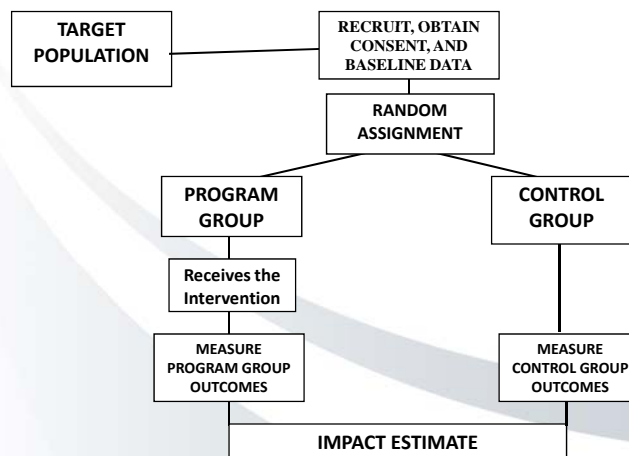 TARGET
POPULATION
RECRUIT, OBTAIN
CONSENT, AND
BASELINE DATA
RANDOM
ASSIGNMENT
PROGRAM
GROUP
CONTROL
GROUP
Receives the
Intervention
MEASURE
PROGRAM GROUP
OUTCOMES
MEASURE
CONTROL GROUP
OUTCOMES
IMPACT ESTIMATE